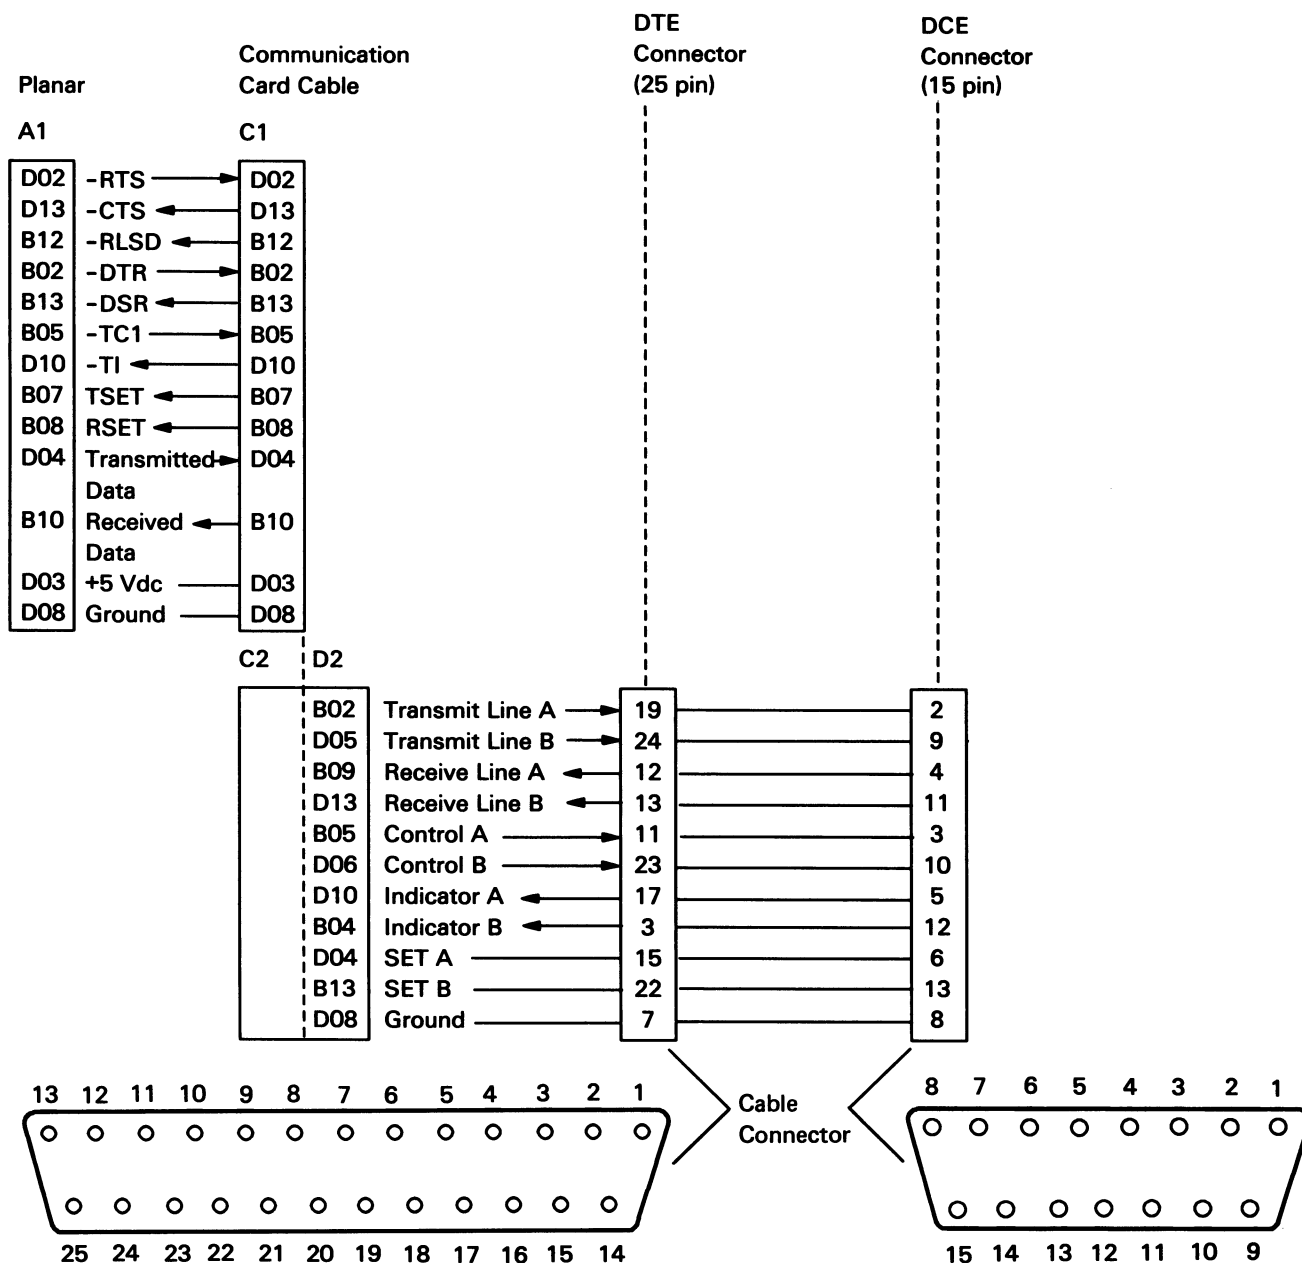 DTE
Connector
(25 pin)
DCE
Connector
(15 pin)
Communication
Card Cable
Planar
A1
C1
D02 -RTS D02
D13 -CTS D13
B12 -RLSD B12
B02 -DTR B02
B13 -DSR B13
B05 -TC1 B05
D10 -TI D10
B07 TSET B07
B08 RSET B08
D04 Transmitted D04
Data
B10 Received B10
Data
D03 +5 Vdc D03
D08 Ground D08
C2 D2
B02 Transmit Line A 19 2
D05 Transmit Line B 24 9
B09 Receive Line A 12 4
D13 Receive Line B 13 11
B05 Control A 11 3
D06 Control B 23 10
D10 Indicator A 17 5
B04 Indicator B 3 12
D04 SET A 15 6
B13 SET B 22 13
D08 Ground 7 8
13 12 11 10 9 8 7 6 5 4 3 2 1
25 24 23 22 21 20 19 18 17 16 15 14
Cable
Connector
8 7 6 5 4 3 2 1
15 14 13 12 11 10 9